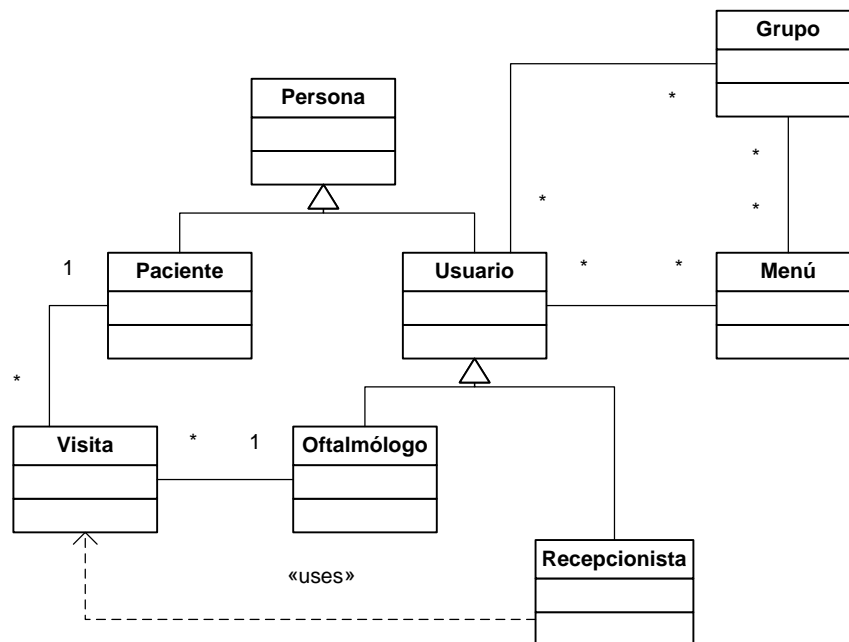 Grupo
Persona
*
*
*
*
1
Paciente
Usuario
*
*
Menú
*
Visita
*
1
Oftalmólogo
Recepcionista
«uses»